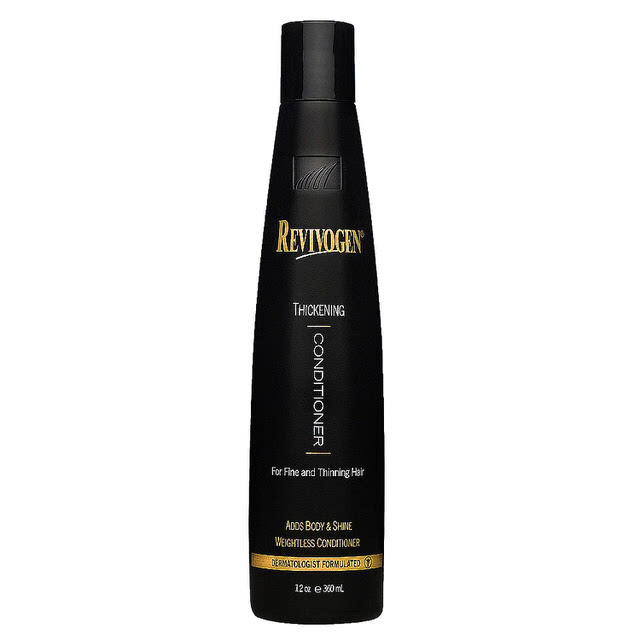 REVIVOGEN®
THICKENING
CONDITIONER
For Fine and Thinning Hair
ADDS BODY & SHINE
WEIGHTLESS CONDITIONER
DERMATOLOGIST FORMULATED
12 oz ℮ 360 mL